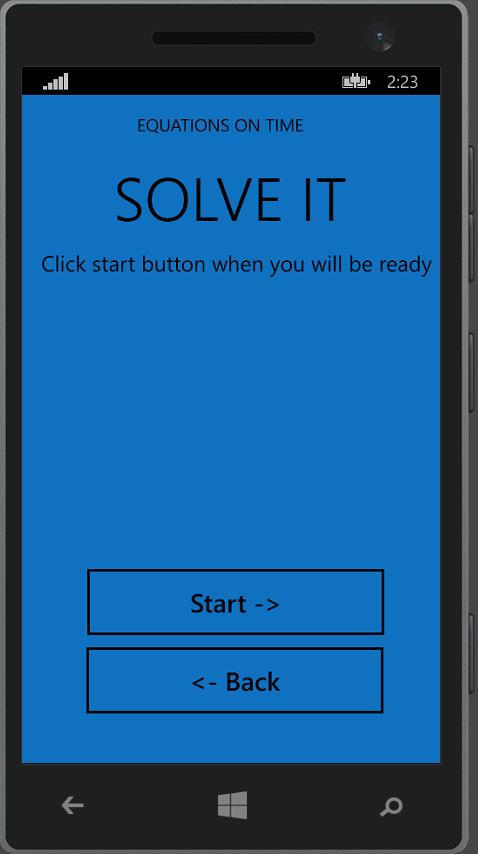 2:23
EQUATIONS ON TIME
SOLVE IT
Click start button when you will be ready
Start ->
<- Back